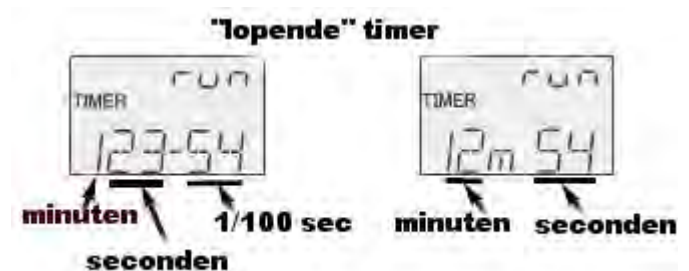 "lopende" timer
run
TIMER
123-54
minuten
1/100 sec
seconden
run
TIMER
12m 54
minuten
seconden